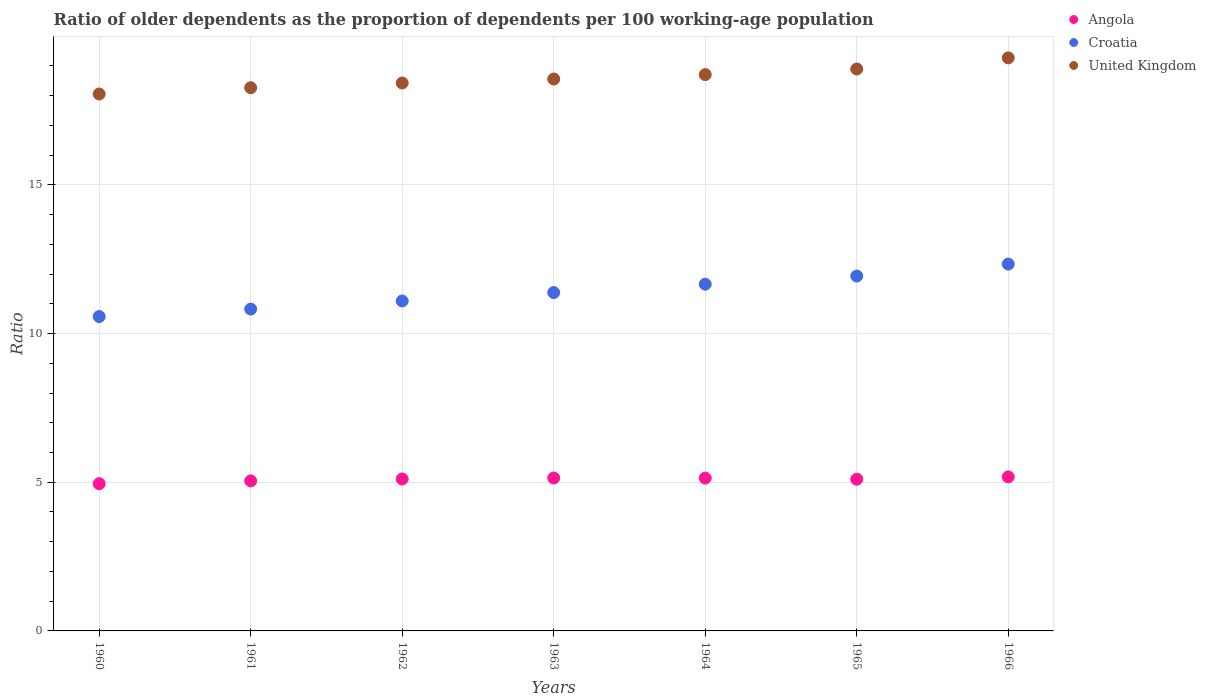 Ratio of older dependents as the proportion of dependents per 100 working-age population
Angola
Croatia
United Kingdom
Ratio
15
10
5
0
1960
1961
1962
1963
1964
1965
1966
Years